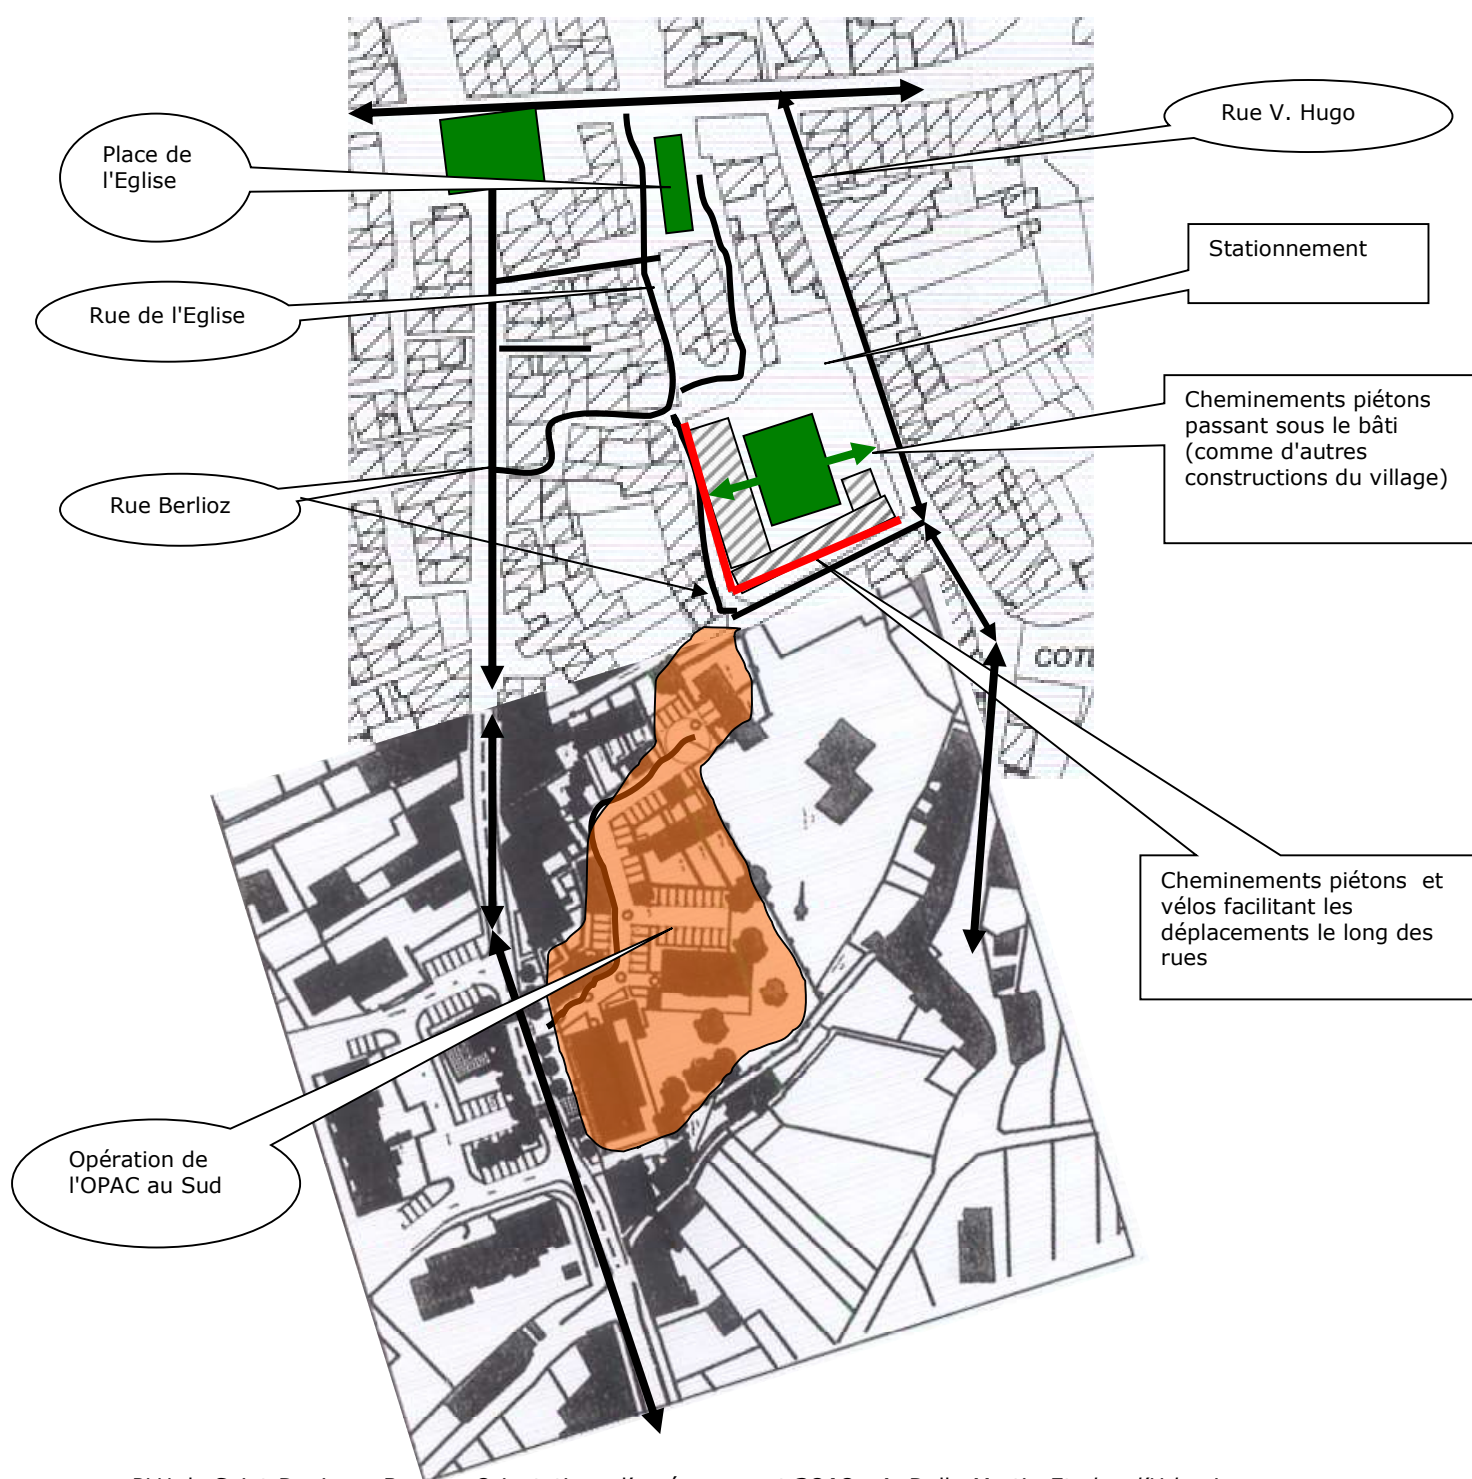 Rue V. Hugo
Place de
l'Eglise
Stationnement
Rue de l'Eglise
Cheminements piétons
passant sous le bâti
(comme d'autres
constructions du village)
Rue Berlioz
COTE
Cheminements piétons et
vélos facilitant les
déplacements le long des
rues
Opération de
l'OPAC au Sud